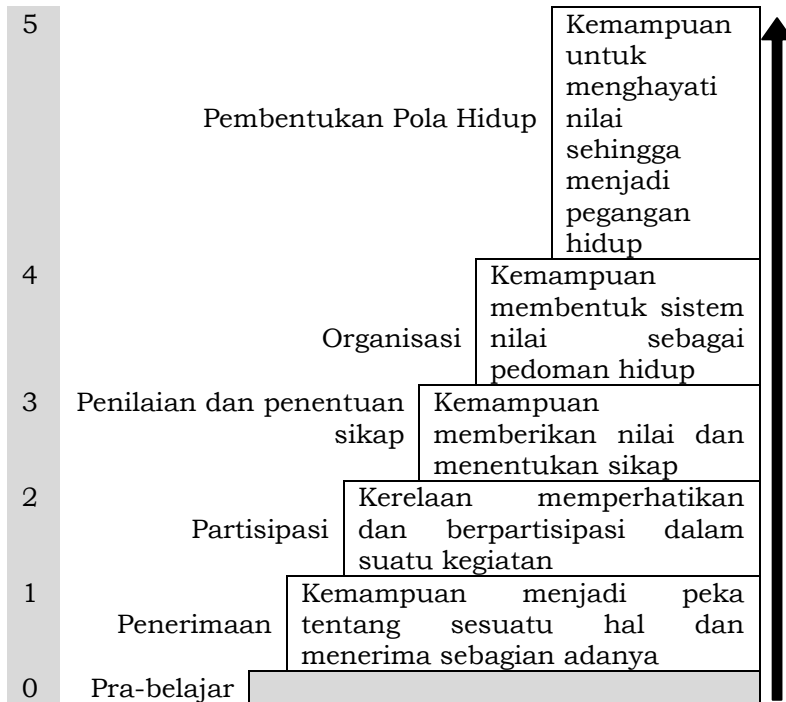 5 Kemampuan
untuk
menghayati
Pembentukan Pola Hidup nilai
sehingga
menjadi
pegangan
hidup
4 Kemampuan
membentuk sistem
Organisasi nilai sebagai
pedoman hidup
3 Penilaian dan penentuan Kemampuan
sikap memberikan nilai dan
menentukan sikap
2 Kerelaan memperhatikan
Partisipasi dan berpartisipasi dalam
suatu kegiatan
1 Kemampuan menjadi peka
Penerimaan tentang sesuatu hal dan
menerima sebagian adanya
0 Pra-belajar